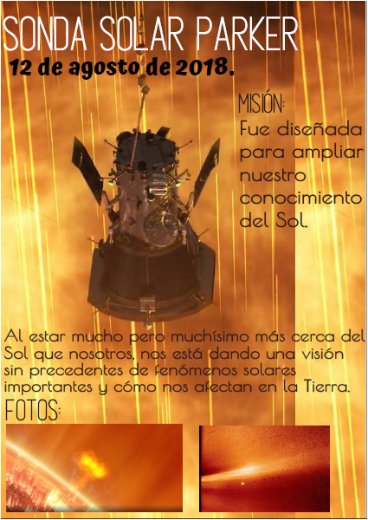 SONDA SOLAR PARKER
12 de agosto de 2018.
MISIÓN:
Fue diseñada
para ampliar
nuestro
conocimiento
del Sol.
Al estar mucho pero muchísimo más cerca del
Sol que nosotros, nos está dando una visión
sin precedentes de fenómenos solares
importantes y cómo nos afectan en la Tierra.
FOTOS: